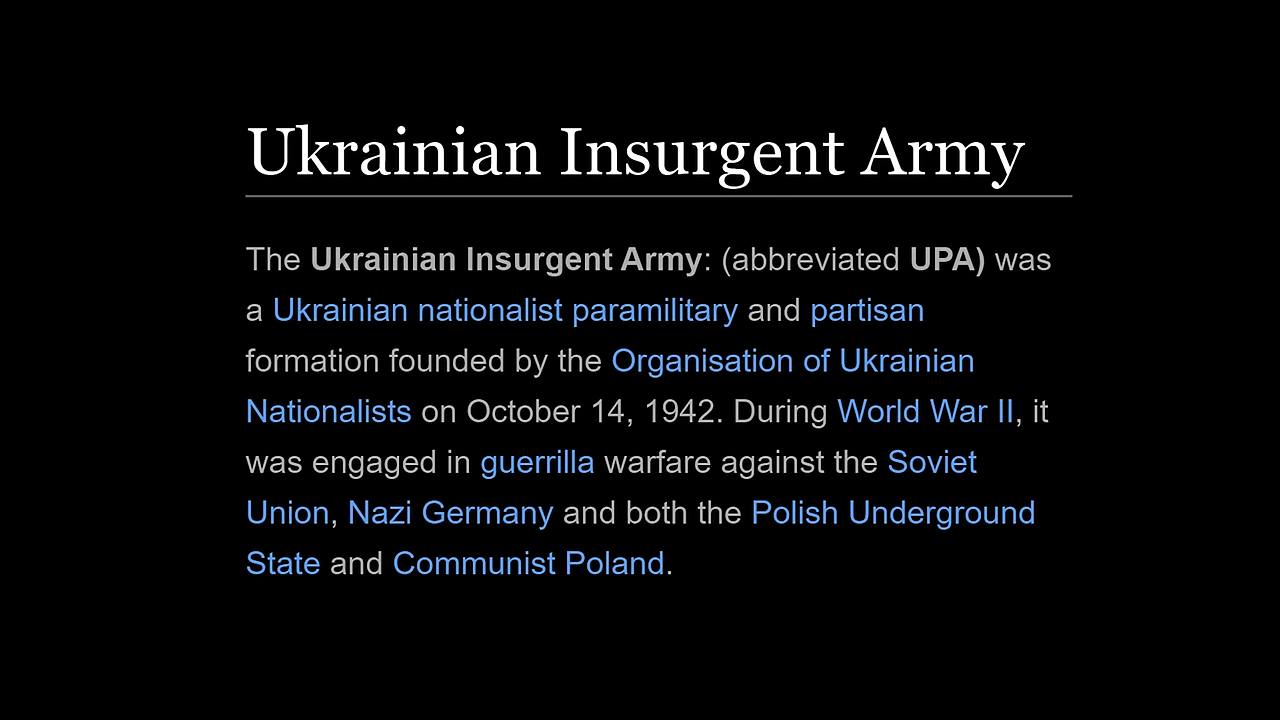 Ukrainian Insurgent Army
The Ukrainian Insurgent Army: (abbreviated UPA) was
a Ukrainian nationalist paramilitary and partisan
formation founded by the Organisation of Ukrainian
Nationalists on October 14, 1942. During World War II, it
was engaged in guerrilla warfare against the Soviet
Union, Nazi Germany and both the Polish Underground
State and Communist Poland.